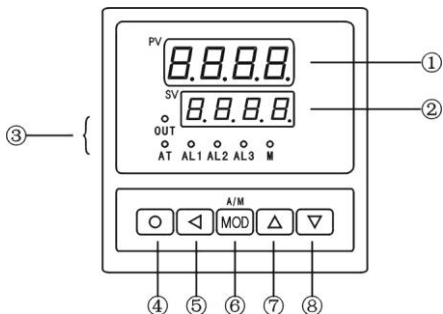 PV
8.8.8.8.
①
SV
8.8.8.8.
②
③
OUT
AT AL1 AL2 AL3 M
A/M
MOD
④ ⑤ ⑥ ⑦ ⑧